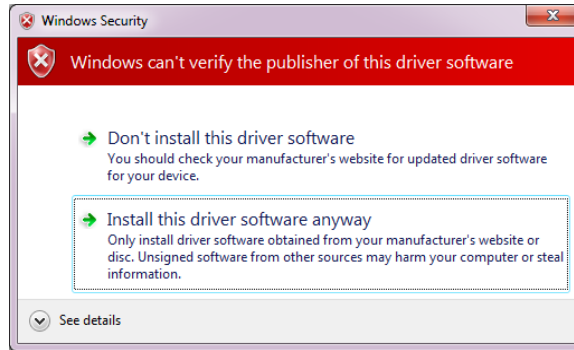 Windows Security
Windows can't verify the publisher of this driver software
Don't install this driver software
You should check your manufacturer's website for updated driver software
for your device.
Install this driver software anyway
Only install driver software obtained from your manufacturer's website or
disc. Unsigned software from other sources may harm your computer or steal
information.
See details